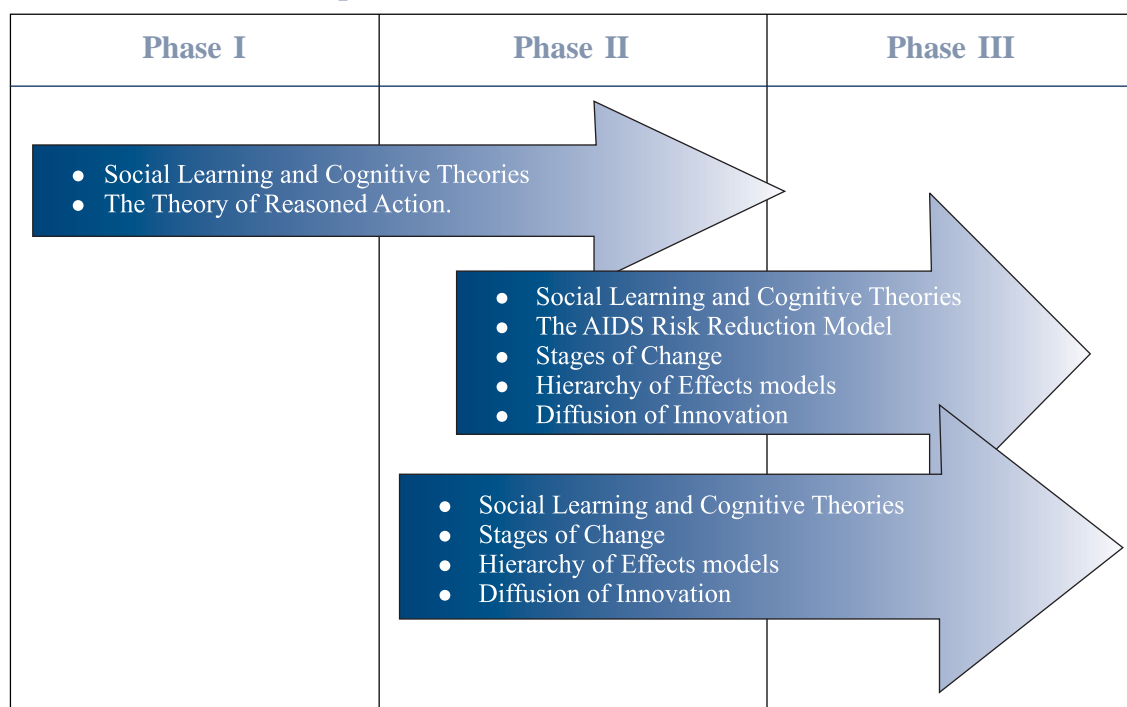 Phase I
Phase II
Phase III
● Social Learning and Cognitive Theories
● The Theory of Reasoned Action.
● Social Learning and Cognitive Theories
● The AIDS Risk Reduction Model
● Stages of Change
● Hierarchy of Effects models
● Diffusion of Innovation
● Social Learning and Cognitive Theories
● Stages of Change
● Hierarchy of Effects models
● Diffusion of Innovation